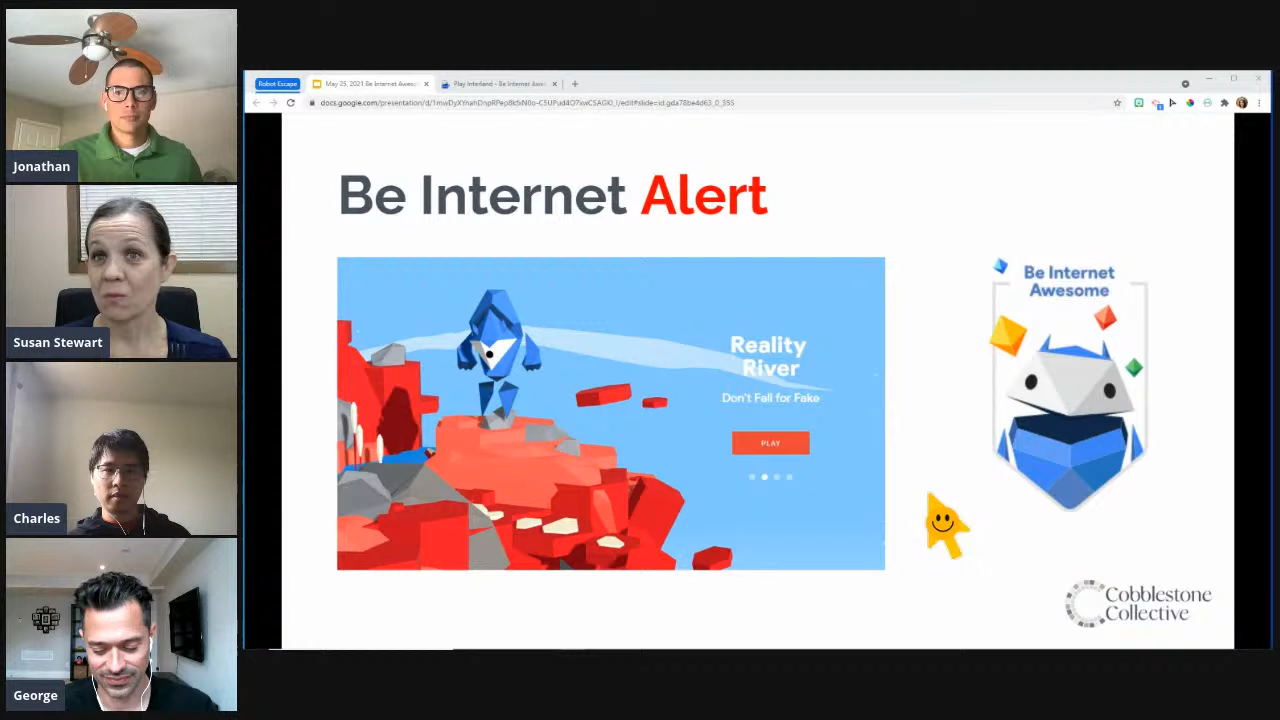 Jonathan
Susan Stewart
Charles
George
Robot Escape
May 25, 2021 Be Internet Aweso
Play Interland - Be Internet Awe
Be Internet Alert
Reality
River
Don't Fall for Fake
PLAY
Be Internet
Awesome
Cobblestone
Collective